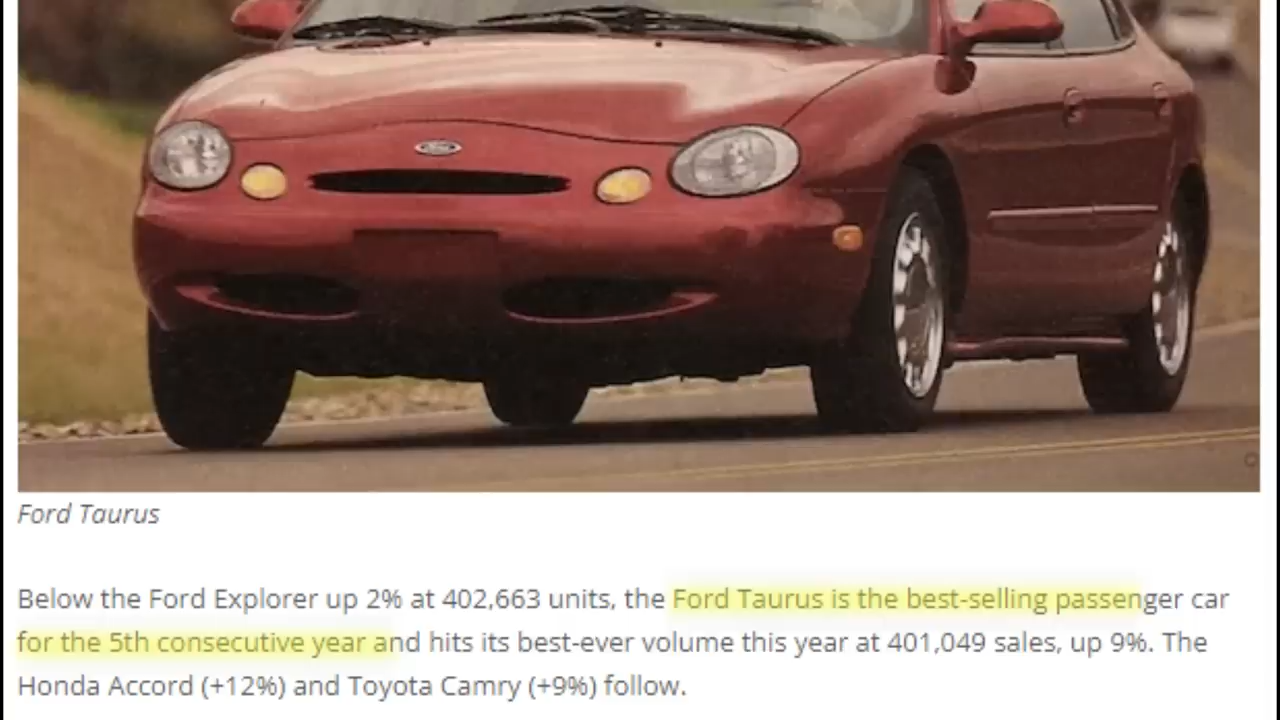 Ford
Ford Taurus
Below the Ford Explorer up 2% at 402,663 units, the Ford Taurus is the best-selling passenger car
for the 5th consecutive year and hits its best-ever volume this year at 401,049 sales, up 9%. The
Honda Accord (+12%) and Toyota Camry (+9%) follow.